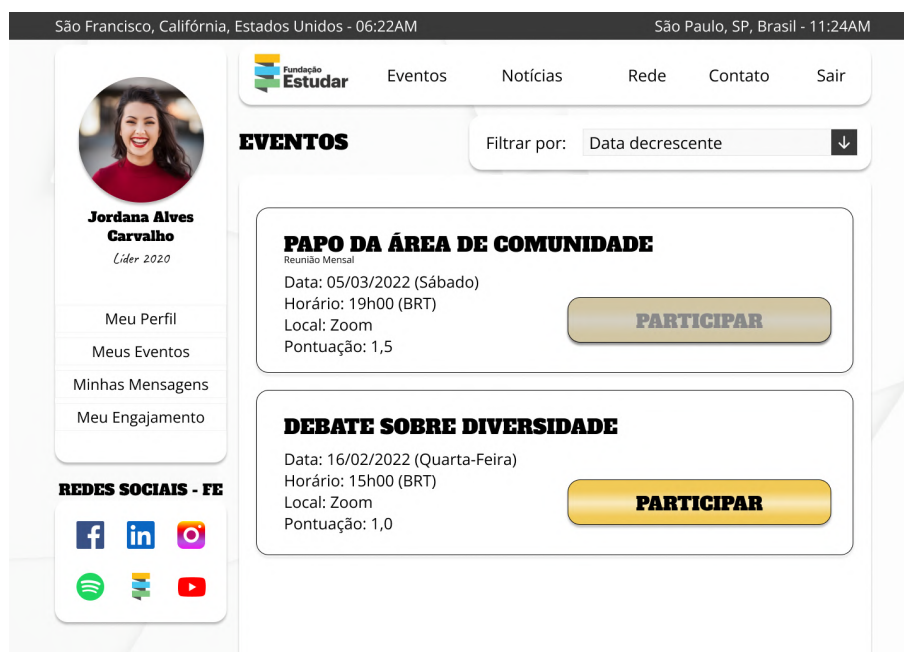 São Francisco, Califórnia, Estados Unidos - 06:22AM
São Paulo, SP, Brasil - 11:24AM
Fundação
Estudar
Eventos
Notícias
Rede
Contato
Sair
Jordana Alves
Carvalho
Líder 2020
Meu Perfil
Meus Eventos
Minhas Mensagens
Meu Engajamento
REDES SOCIAIS - FE
f
in
EVENTOS
Filtrar por:
Data decrescente
PAPO DA ÁREA DE COMUNIDADE
Reunião Mensal
Data: 05/03/2022 (Sábado)
Horário: 19h00 (BRT)
Local: Zoom
Pontuação: 1,5
PARTICIPAR
DEBATE SOBRE DIVERSIDADE
Data: 16/02/2022 (Quarta-Feira)
Horário: 15h00 (BRT)
Local: Zoom
Pontuação: 1,0
PARTICIPAR